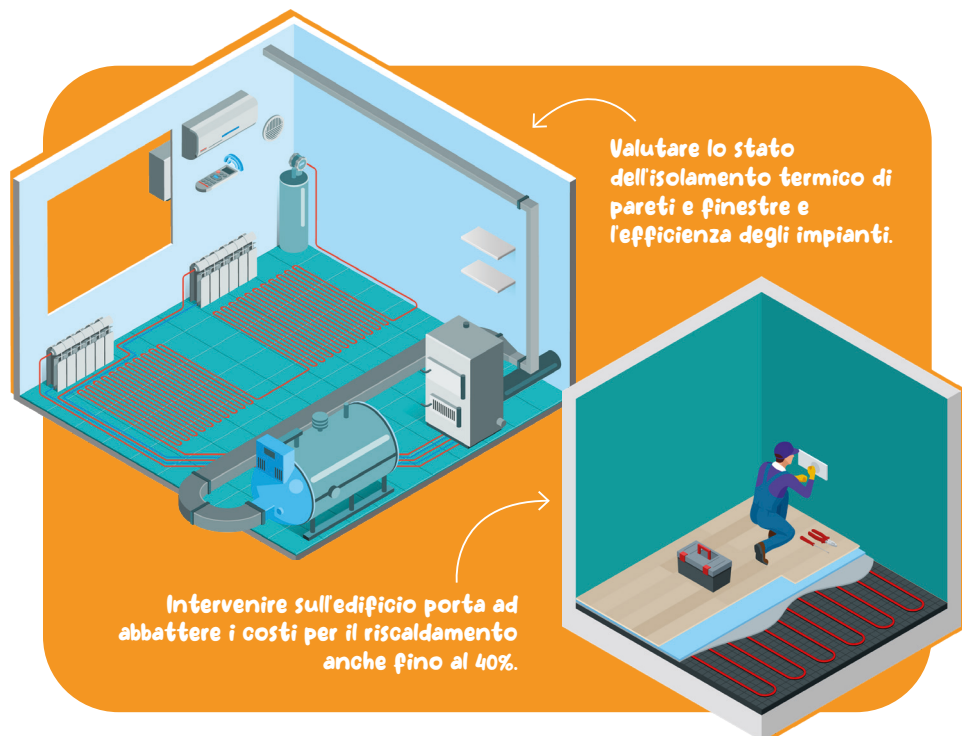 Valutare lo stato
dell'isolamento termico di
pareti e finestre e
l'efficienza degli impianti.
Intervenire sull'edificio porta ad
abbattere i costi per il riscaldamento
anche fino al 40%.